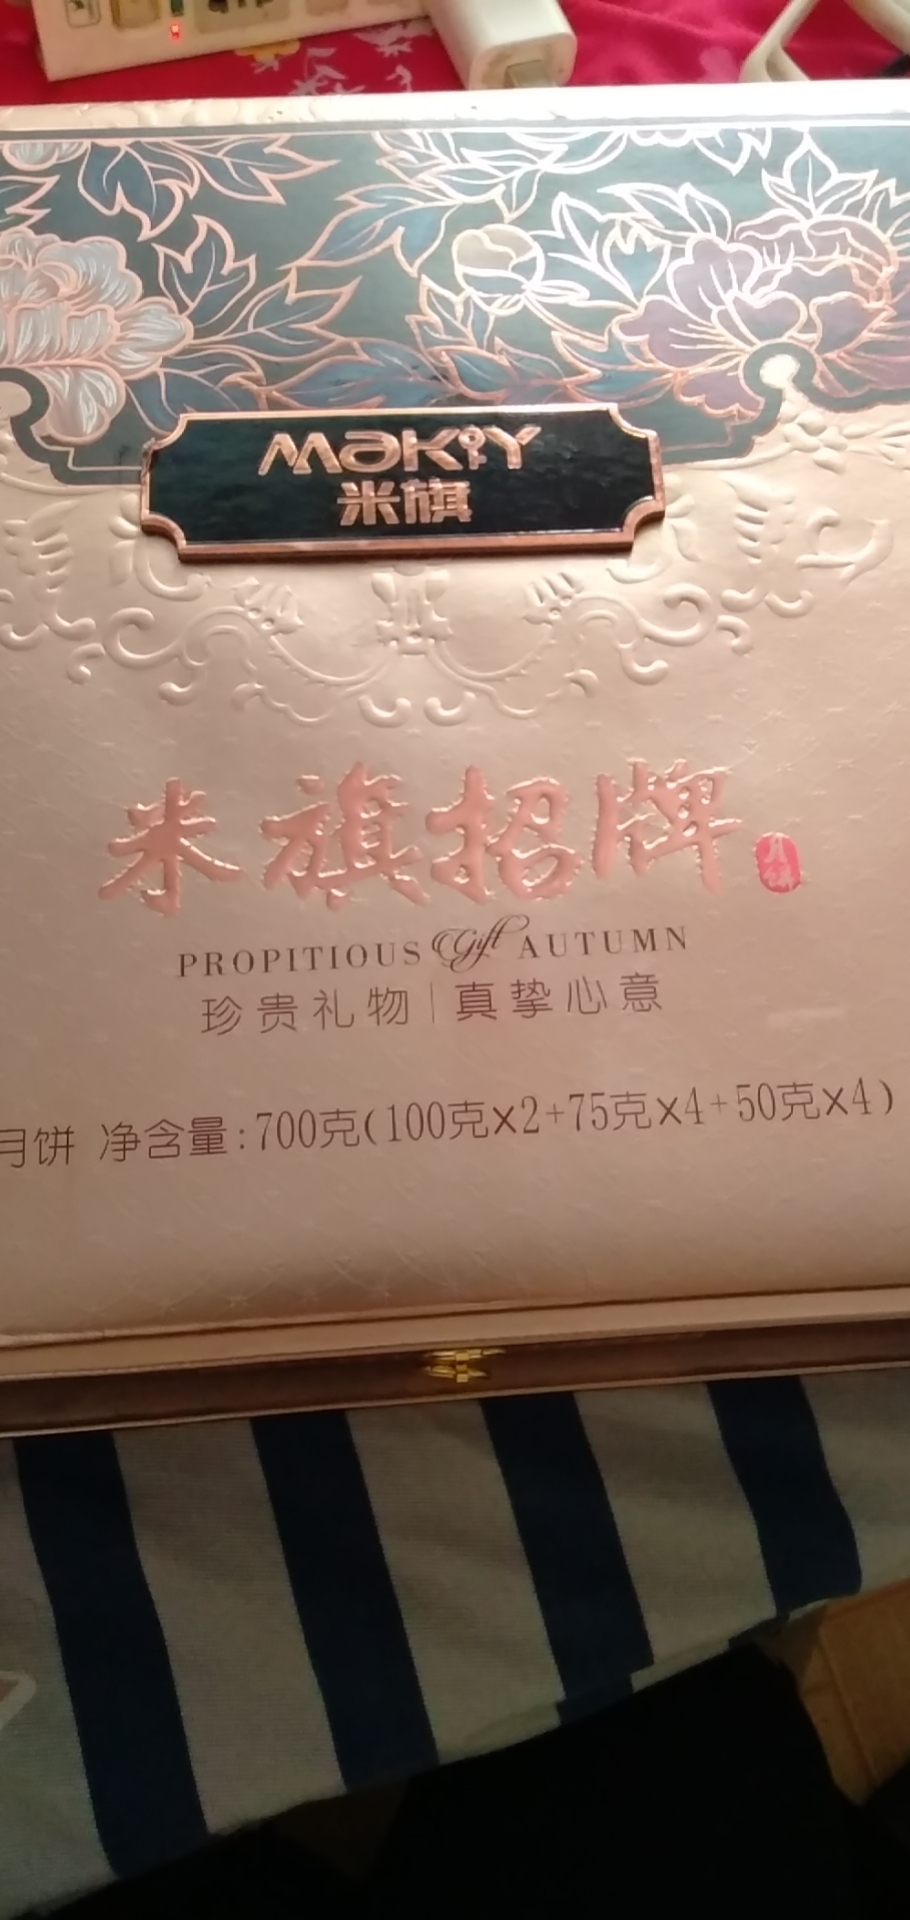 MaKiY
米旗
米旗招牌
月饼
PROPITIOUS Gift AUTUMN
珍贵礼物|真挚心意
月饼 净含量:700克(100克×2+75克×4+50克×4)